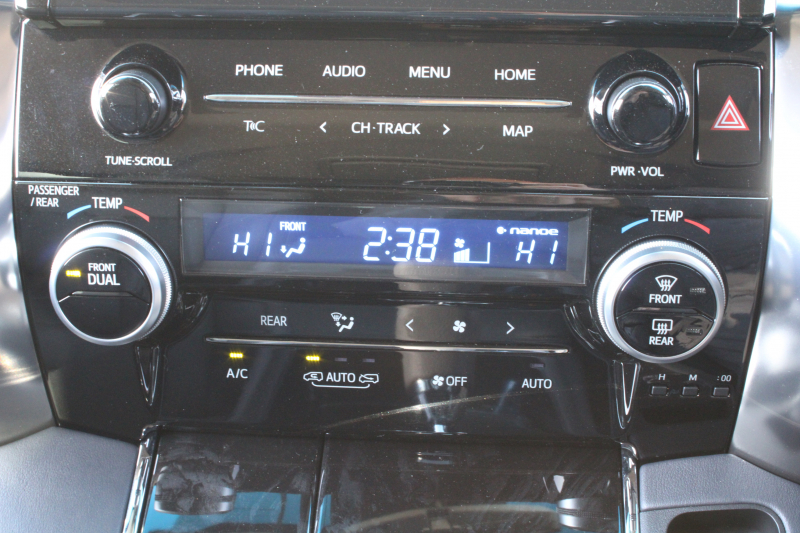 PHONE AUDIO MENU HOME
T C < CH·TRACK > MAP
TUNE·SCROLL PWR·VOL
PASSENGER
/REAR
TEMP TEMP
FRONT nanoe
HI 2:38 HI
FRONT
DUAL
FRONT
REAR
REAR < >
A/C AUTO OFF AUTO
H M :00